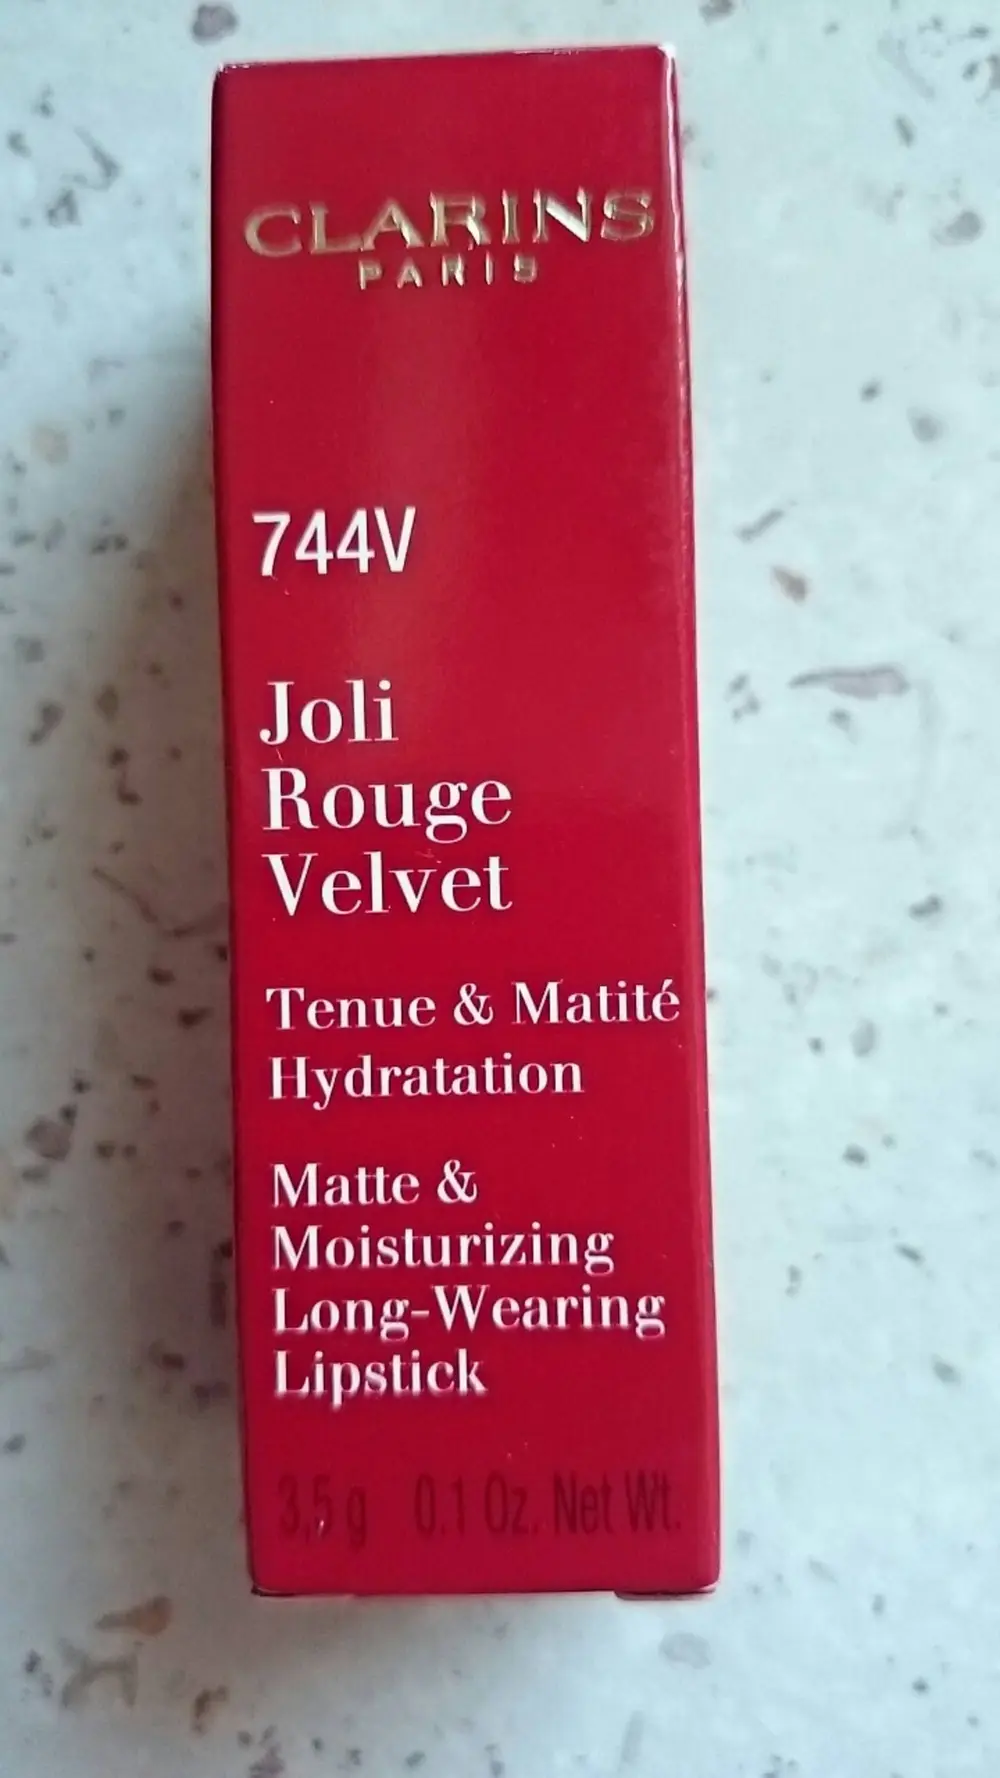 CLARINS
PARIS
744V
Joli
Rouge
Velvet
Tenue & Matité
Hydratation
Matte &
Moisturizing
Long-Wearing
Lipstick
3,5 g 0.1 Oz. Net Wt.